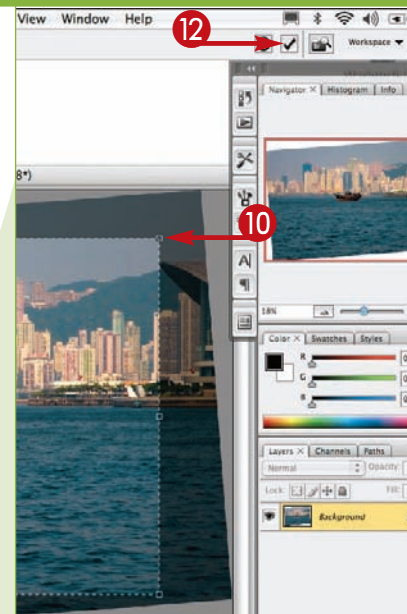 View Window Help
12
Workspace
Navigator × Histogram Info
8*)
10
A
18%
Color × Swatches Styles
R
G
B
Layers × Channels Paths
Normal Opacity:
Lock: Fill:
Background